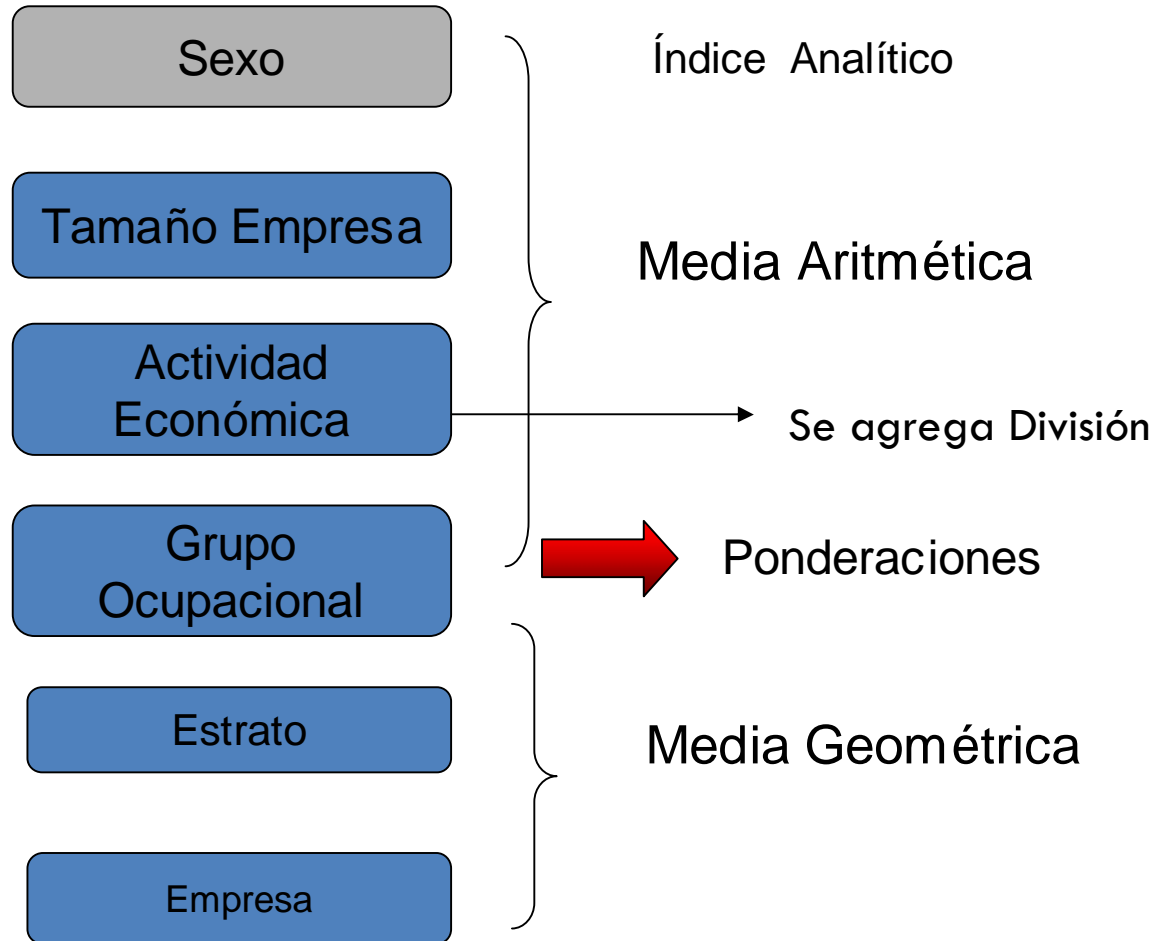 Sexo
Índice Analítico
Tamaño Empresa
Media Aritmética
Actividad
Económica
Se agrega División
Grupo
Ocupacional
Ponderaciones
Estrato
Media Geométrica
Empresa